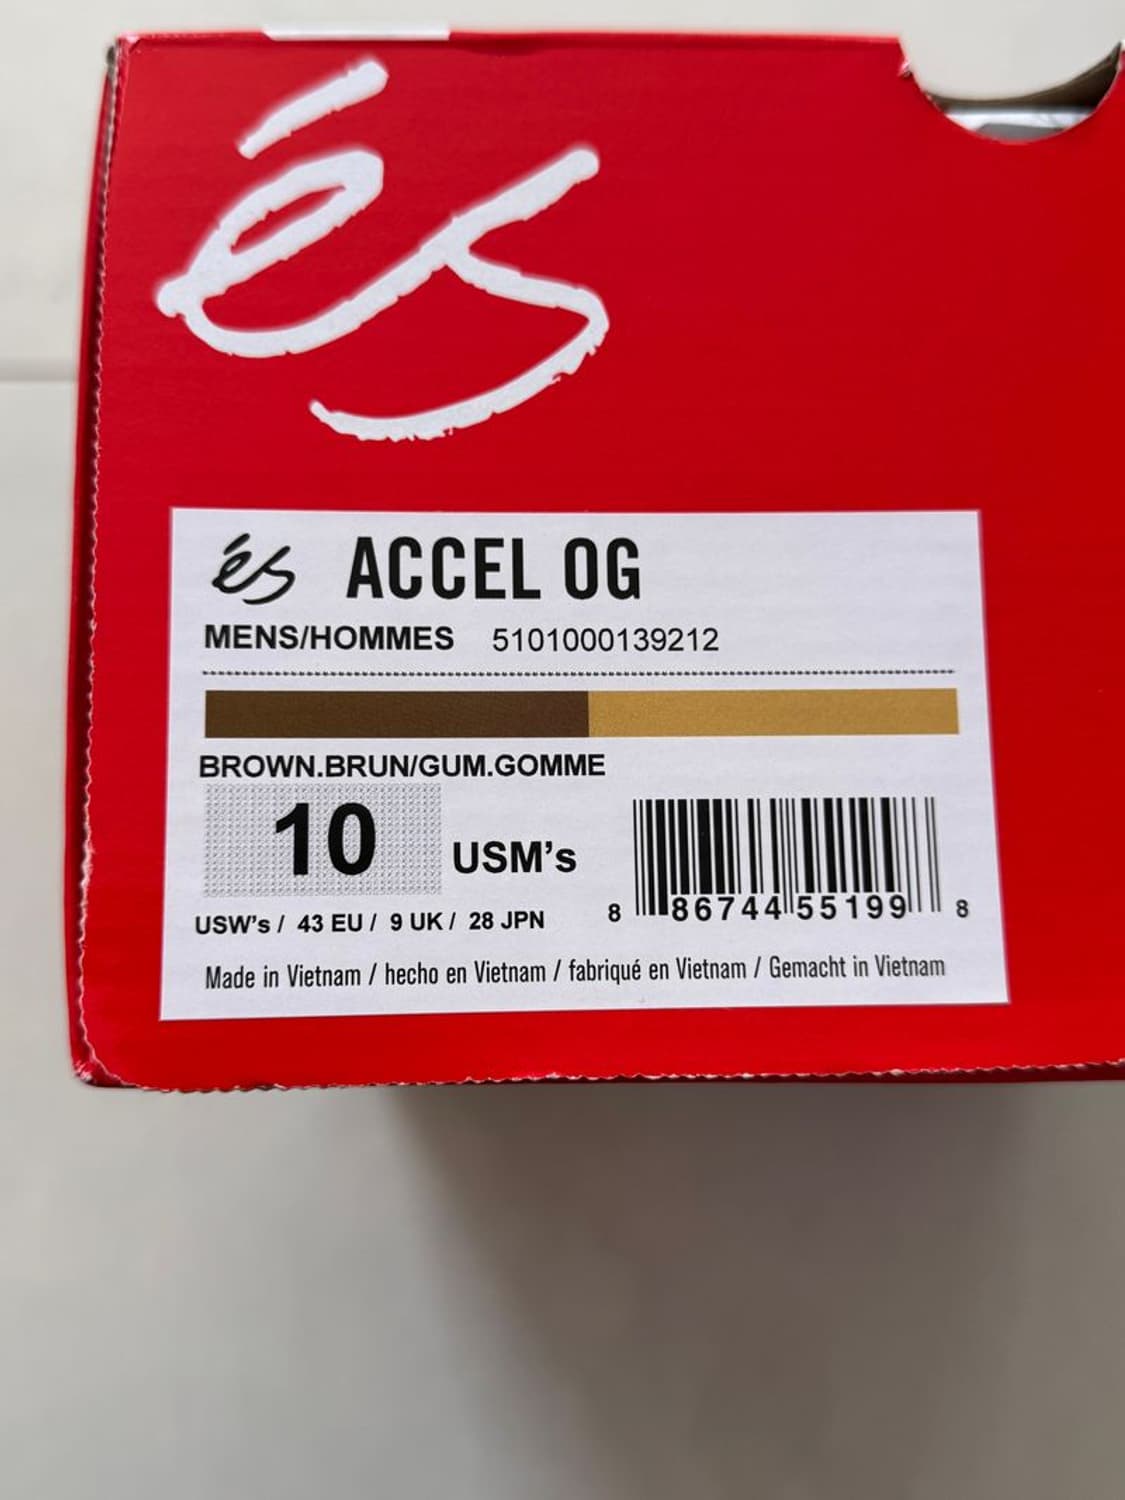 éS
éS ACCEL OG
MENS/HOMMES 5101000139212
BROWN.BRUN/GUM.GOMME
10 USM’s
USW’s / 43 EU / 9 UK / 28 JPN
8 86744 55199 8
Made in Vietnam / hecho en Vietnam / fabriqué en Vietnam / Gemacht in Vietnam